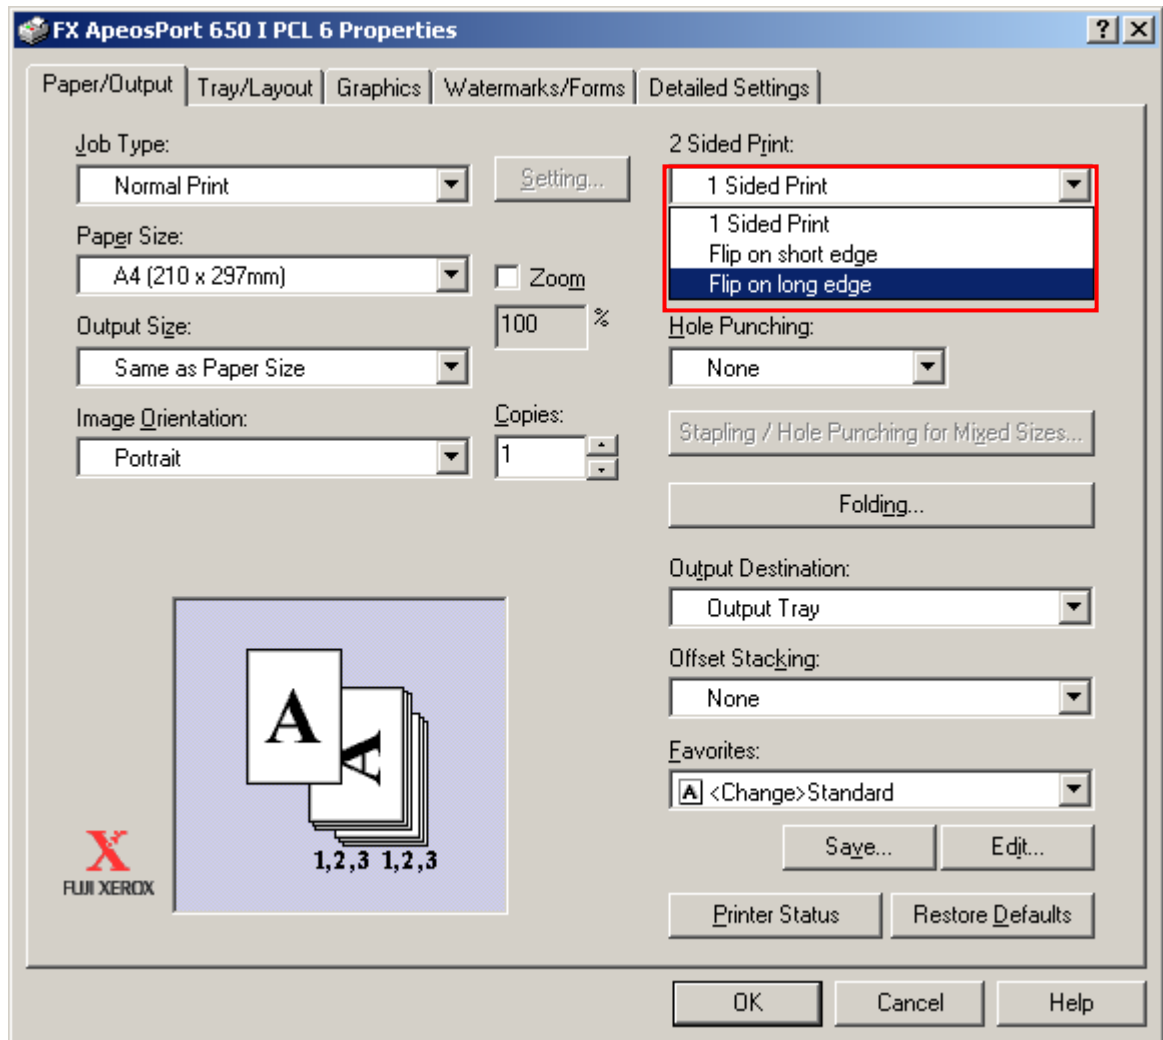 FX ApeosPort 650 I PCL 6 Properties
Paper/Output Tray/Layout Graphics Watermarks/Forms Detailed Settings
Job Type:
Normal Print
Setting...
Paper Size:
A4 (210 x 297mm)
Zoom
100 %
Output Size:
Same as Paper Size
Image Orientation:
Portrait
Copies:
1
2 Sided Print:
1 Sided Print
1 Sided Print
Flip on short edge
Flip on long edge
Hole Punching:
None
Stapling / Hole Punching for Mixed Sizes...
Folding...
Output Destination:
Output Tray
Offset Stacking:
None
Favorites:
A <Change>Standard
Save... Edit...
Printer Status Restore Defaults
A
A
1,2,3 1,2,3
X
FUJI XEROX
OK Cancel Help